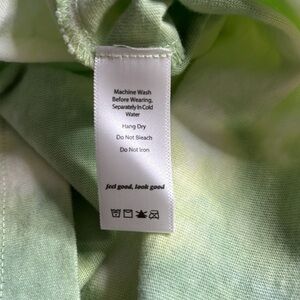 Machine Wash
Before Wearing,
Separately In Cold
Water
Hang Dry
Do Not Bleach
Do Not Iron
feel good, look good